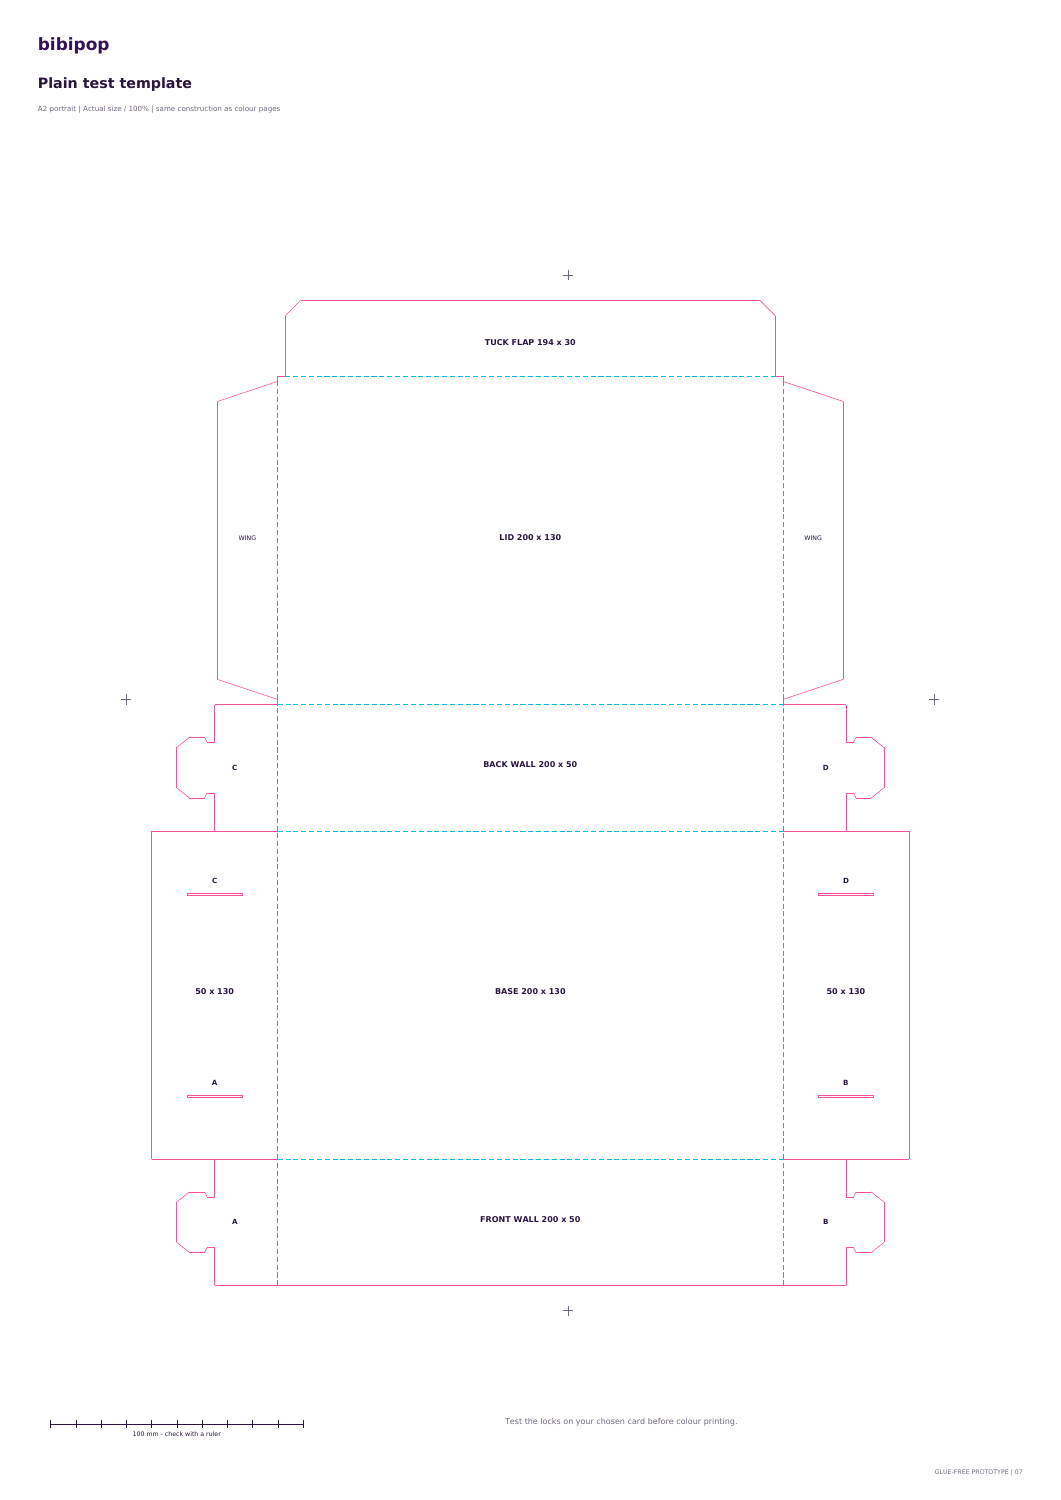 bibipop
Plain test template
A2 portrait | Actual size / 100% | same construction as colour pages
TUCK FLAP 194 x 30
WING
LID 200 x 130
WING
C
BACK WALL 200 x 50
D
C
D
50 x 130
BASE 200 x 130
50 x 130
A
B
A
FRONT WALL 200 x 50
B
100 mm - check with a ruler
Test the locks on your chosen card before colour printing.
GLUE-FREE PROTOTYPE | 07